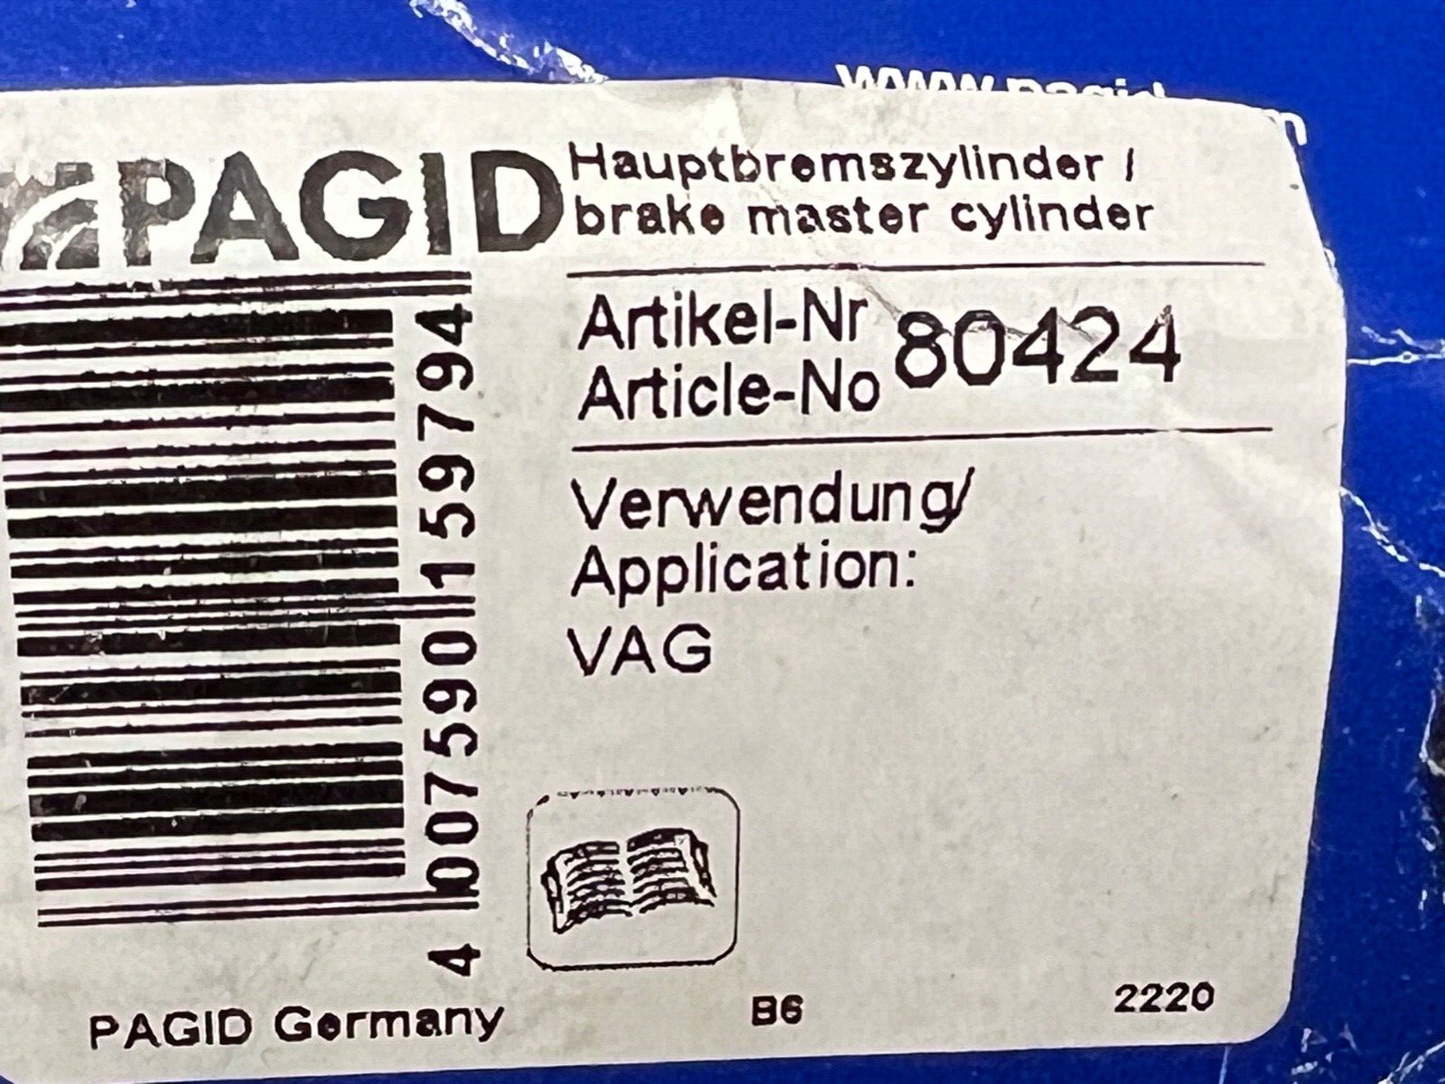 PAGID
Hauptbremszylinder /
brake master cylinder
Artikel-Nr
Article-No
80424
Verwendung/
Application:
VAG
4 007590 159794
PAGID Germany
B6
2220